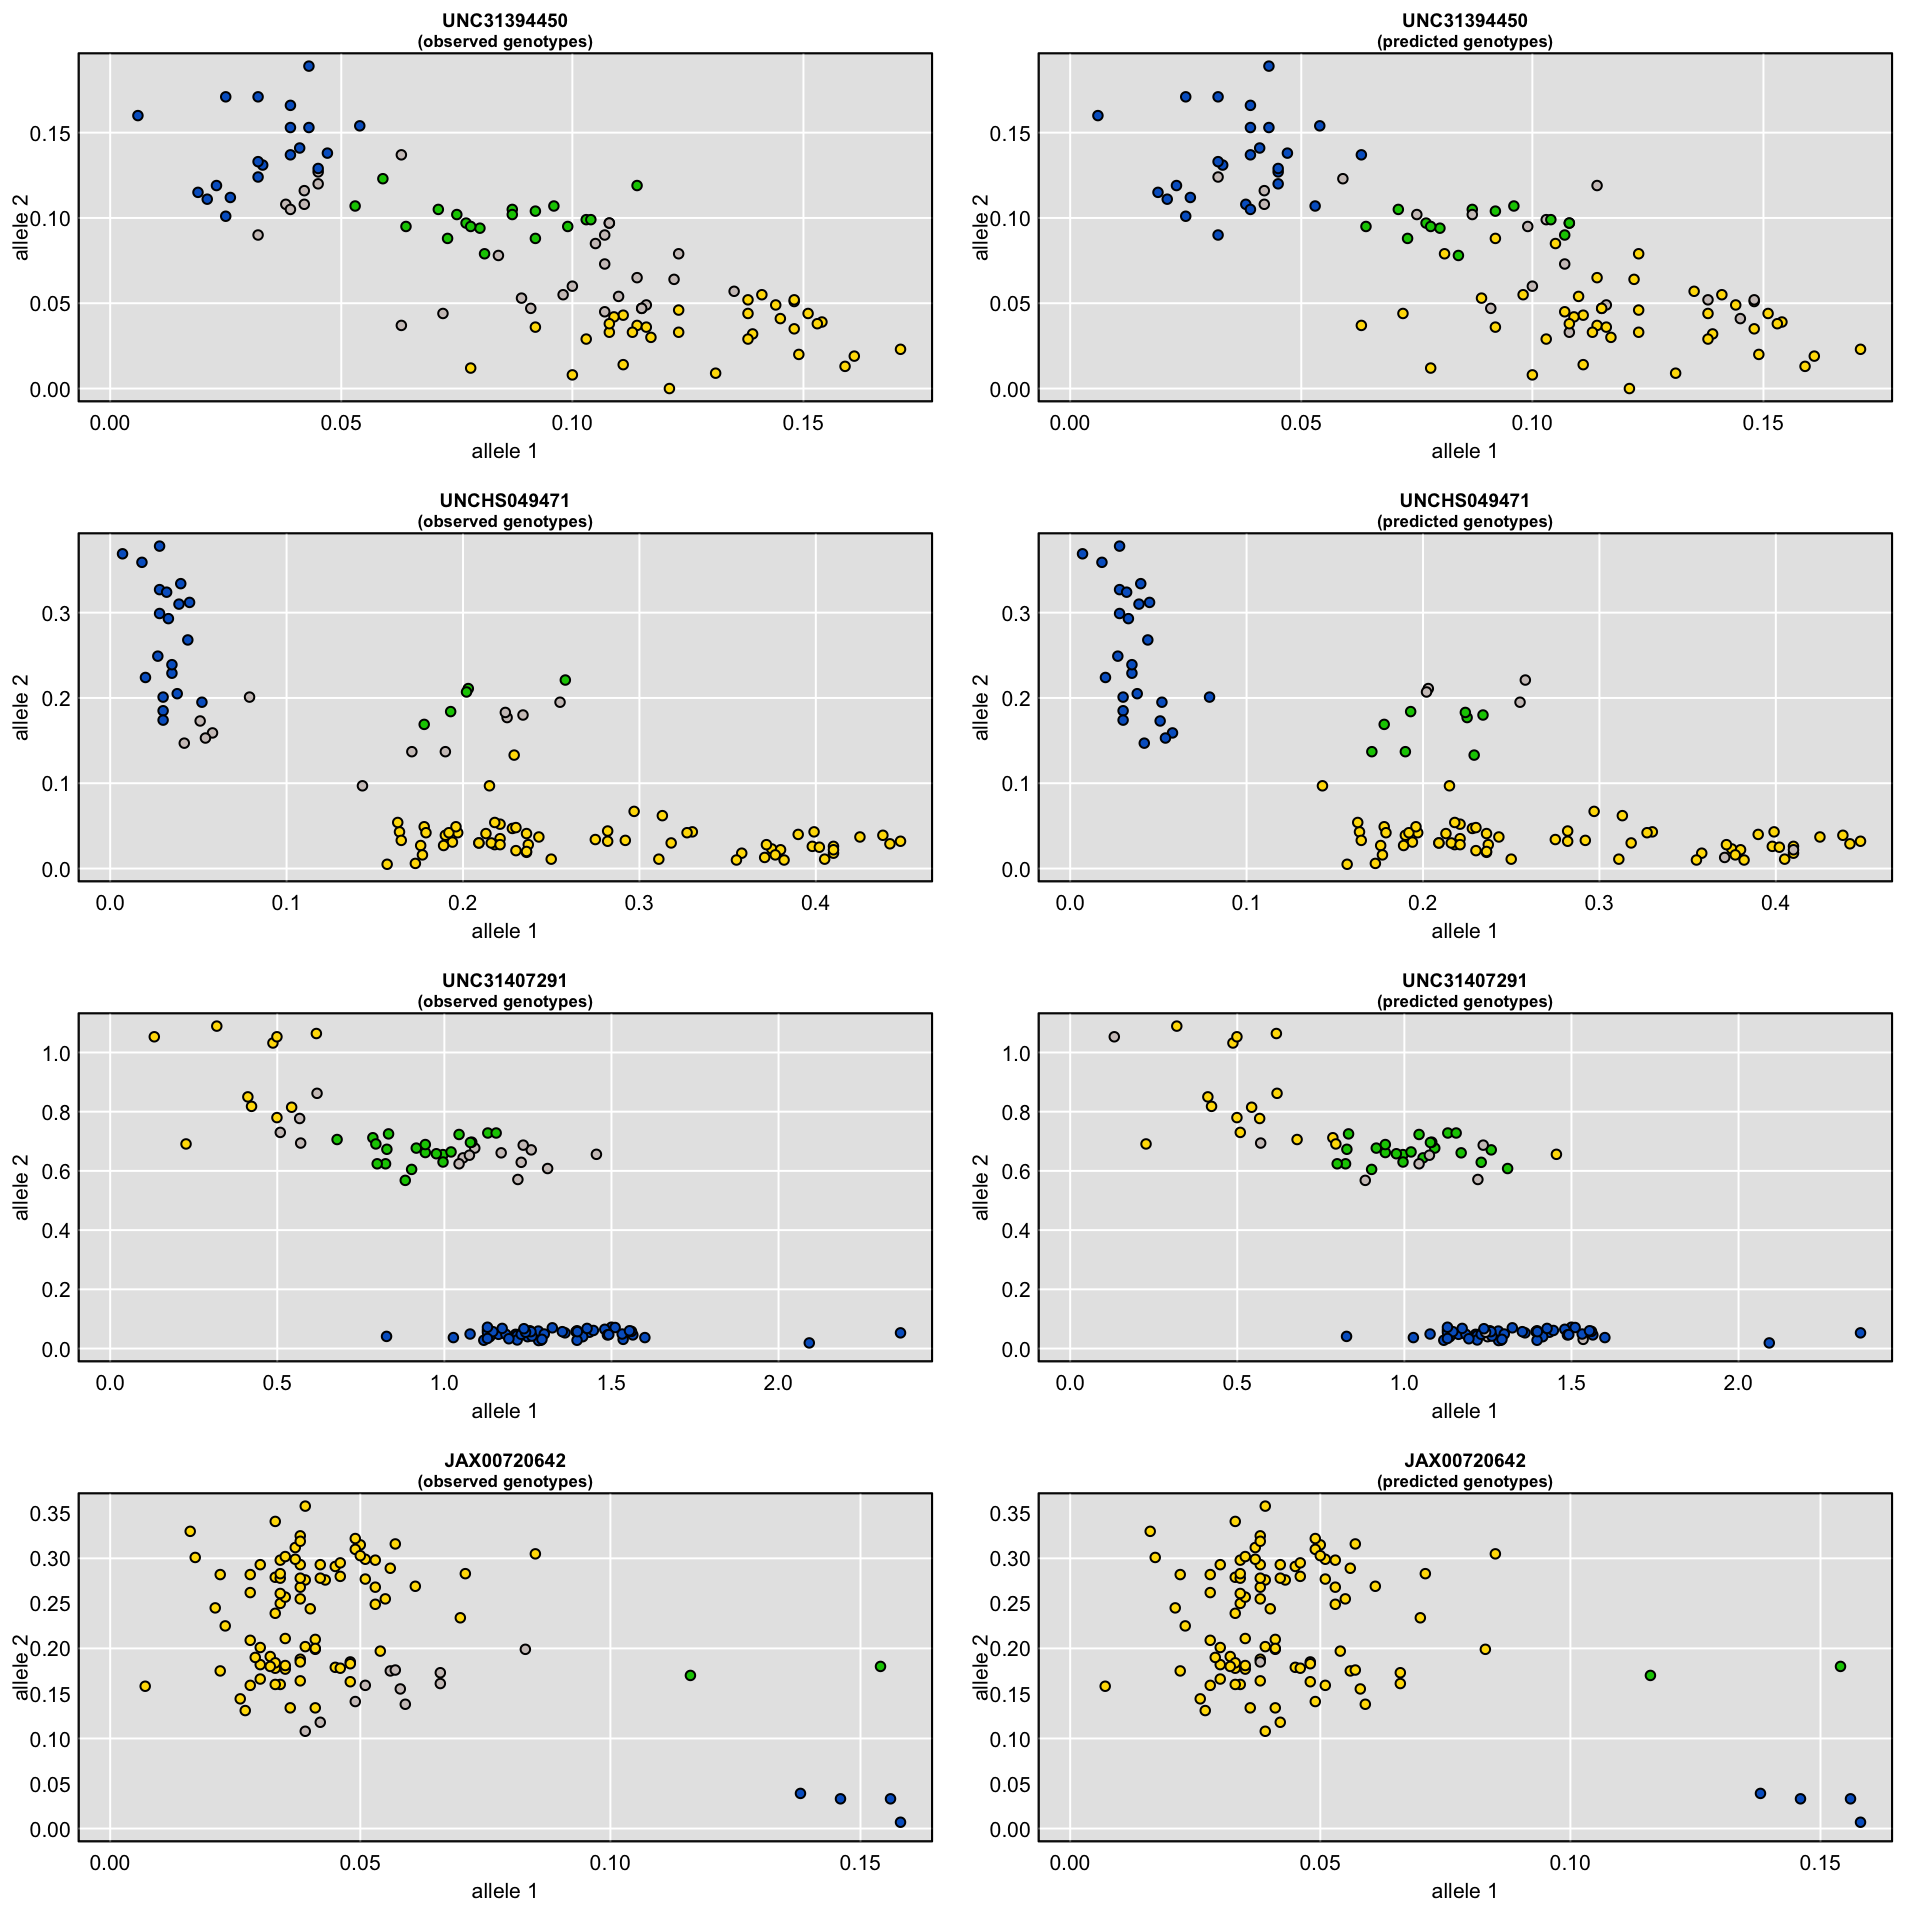 UNC31394450
(observed genotypes)
allele 2
0.15
0.10
0.05
0.00
0.00 0.05 0.10 0.15
allele 1
UNC31394450
(predicted genotypes)
allele 2
0.15
0.10
0.05
0.00
0.00 0.05 0.10 0.15
allele 1
UNCHS049471
(observed genotypes)
allele 2
0.3
0.2
0.1
0.0
0.0 0.1 0.2 0.3 0.4
allele 1
UNCHS049471
(predicted genotypes)
allele 2
0.3
0.2
0.1
0.0
0.0 0.1 0.2 0.3 0.4
allele 1
UNC31407291
(observed genotypes)
allele 2
1.0
0.8
0.6
0.4
0.2
0.0
0.0 0.5 1.0 1.5 2.0
allele 1
UNC31407291
(predicted genotypes)
allele 2
1.0
0.8
0.6
0.4
0.2
0.0
0.0 0.5 1.0 1.5 2.0
allele 1
JAX00720642
(observed genotypes)
allele 2
0.35
0.30
0.25
0.20
0.15
0.10
0.05
0.00
0.00 0.05 0.10 0.15
allele 1
JAX00720642
(predicted genotypes)
allele 2
0.35
0.30
0.25
0.20
0.15
0.10
0.05
0.00
0.00 0.05 0.10 0.15
allele 1